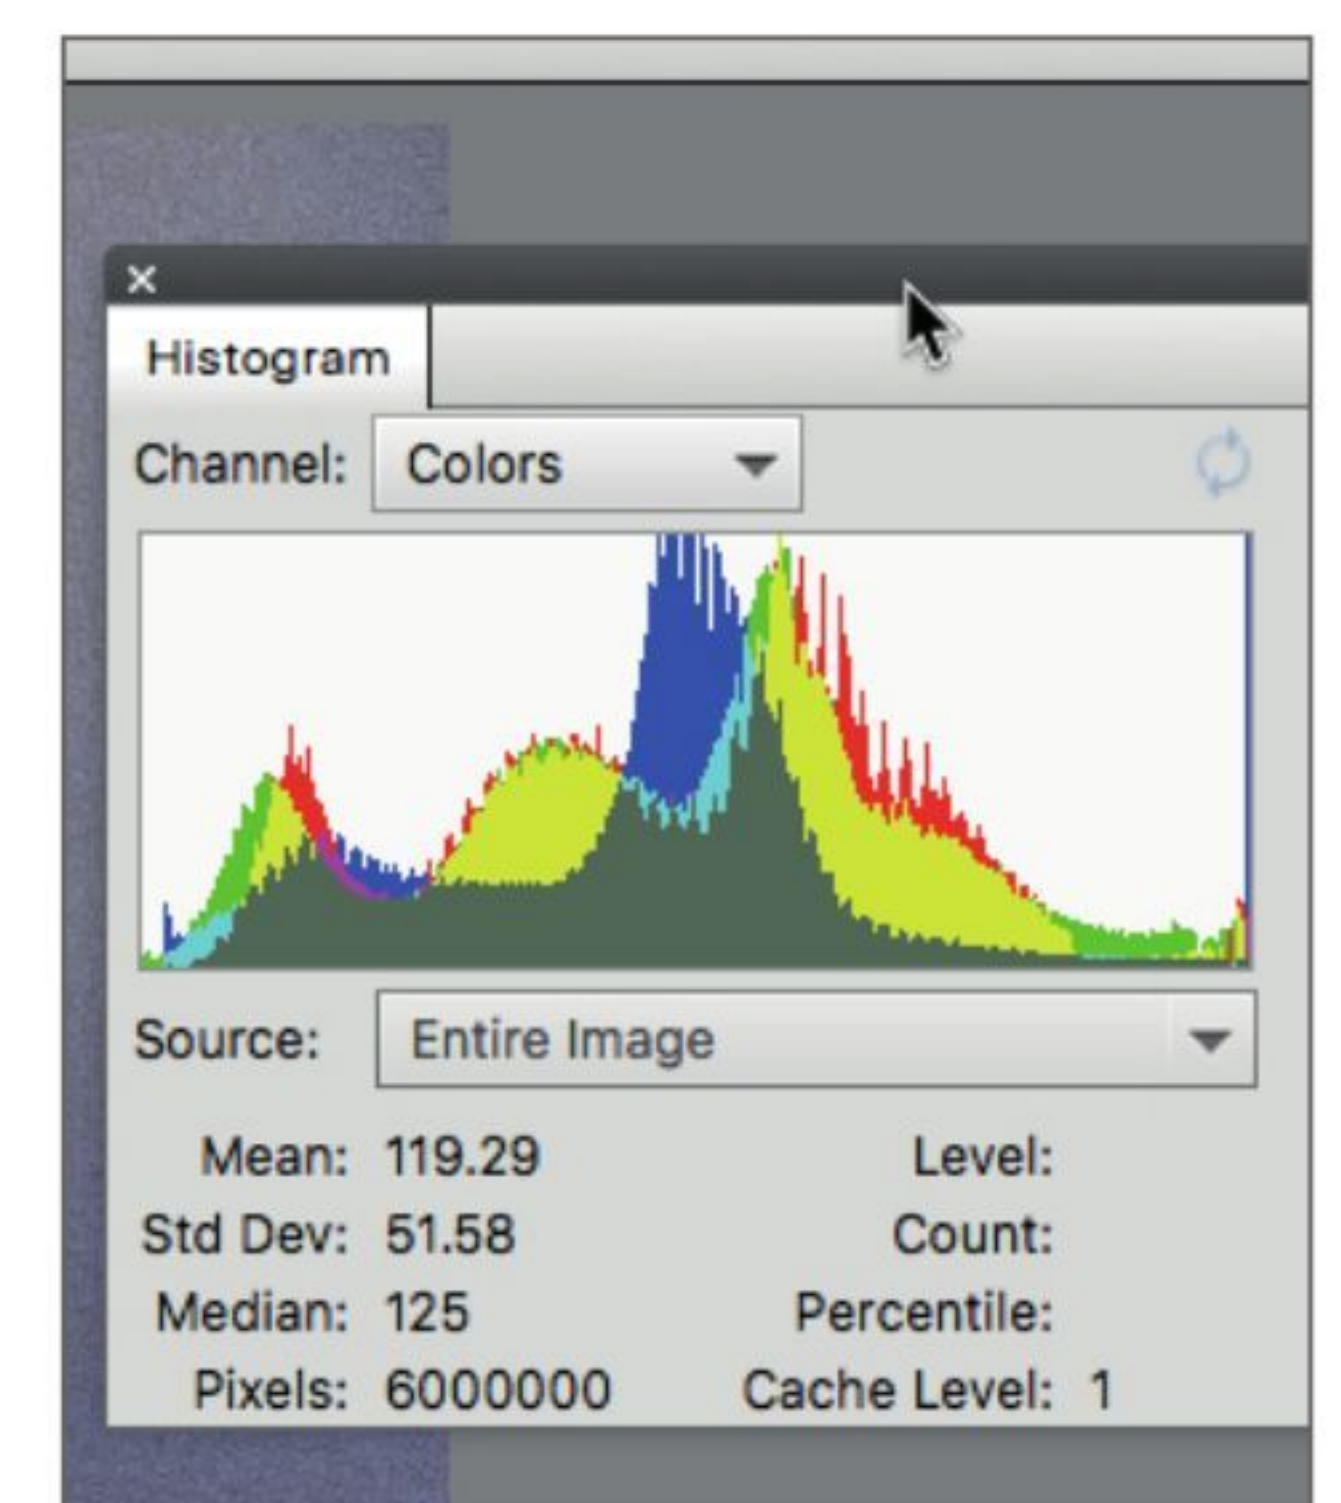 Histogram
Channel: Colors
Source: Entire Image
Mean: 119.29 Level:
Std Dev: 51.58 Count:
Median: 125 Percentile:
Pixels: 6000000 Cache Level: 1